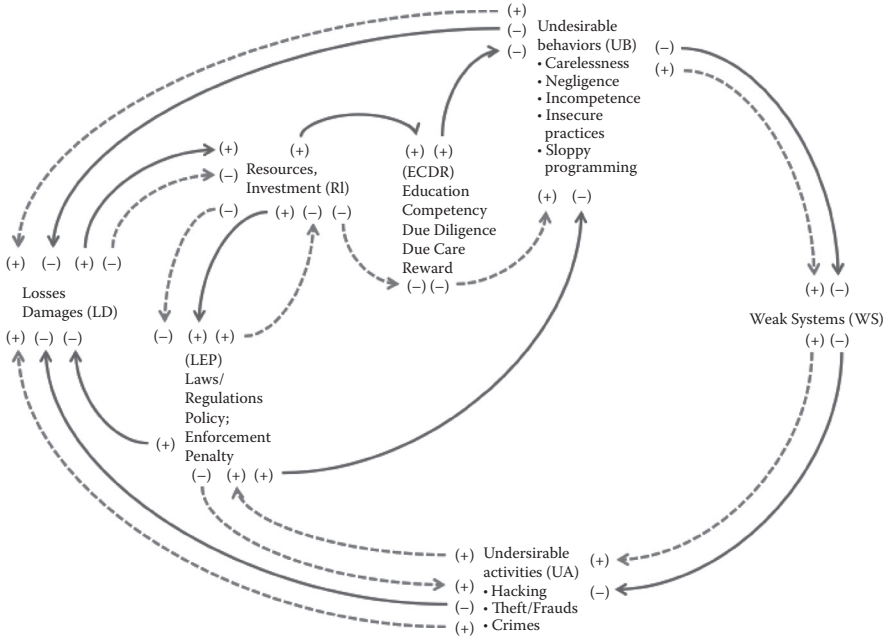 (+)
(–) Undesirable
behaviors (UB)
(–)
• Carelessness
(–)
• Negligence
(+)
• Incompetence
• Insecure
practices
• Sloppy
programming
(+) (–)
(+) (+)
(ECDR)
Education
Competency
Due Diligence
Due Care
Reward
(–) (–)
(+)
(+)
(–)
Resources,
Investment (RI)
(–) (+) (–) (–)
(+) (–) (+) (–)
Losses
Damages (LD)
(+) (–) (–)
(+) (–)
Weak Systems (WS)
(+) (–)
(–) (+) (+)
(LEP)
Laws/
Regulations
Policy;
Enforcement
Penalty
(+)
(–) (+) (+)
(+) Undersirable
activities (UA)
(+) • Hacking
(–) • Theft/Frauds
(+) • Crimes
(+)
(–)